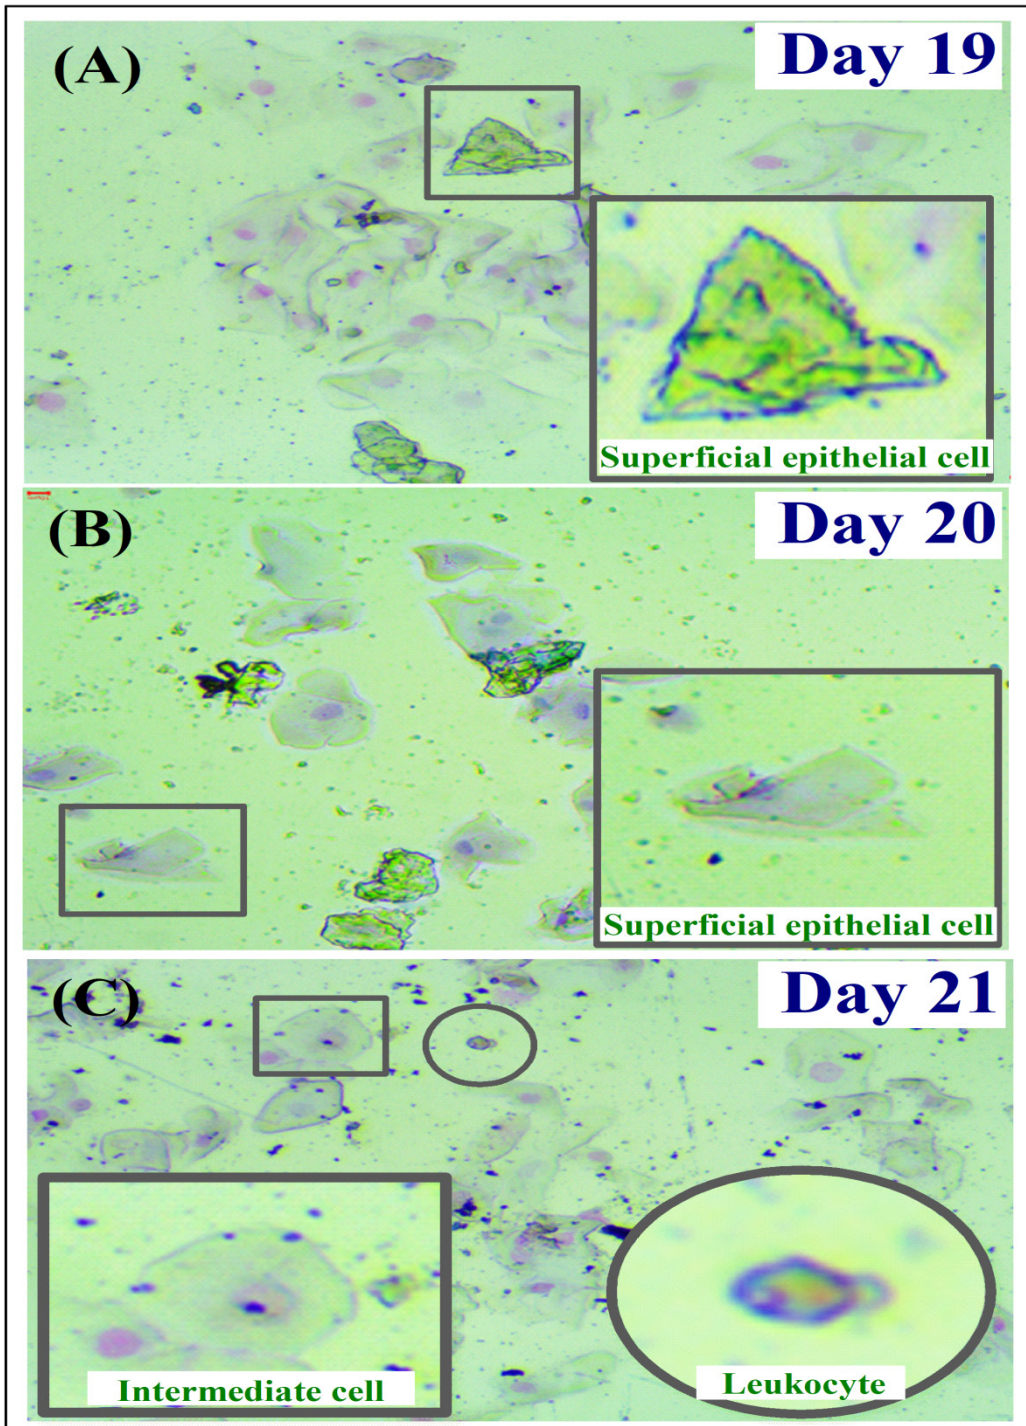 (A)
Day 19
Superficial epithelial cell
(B)
Day 20
Superficial epithelial cell
(C)
Day 21
Intermediate cell
Leukocyte